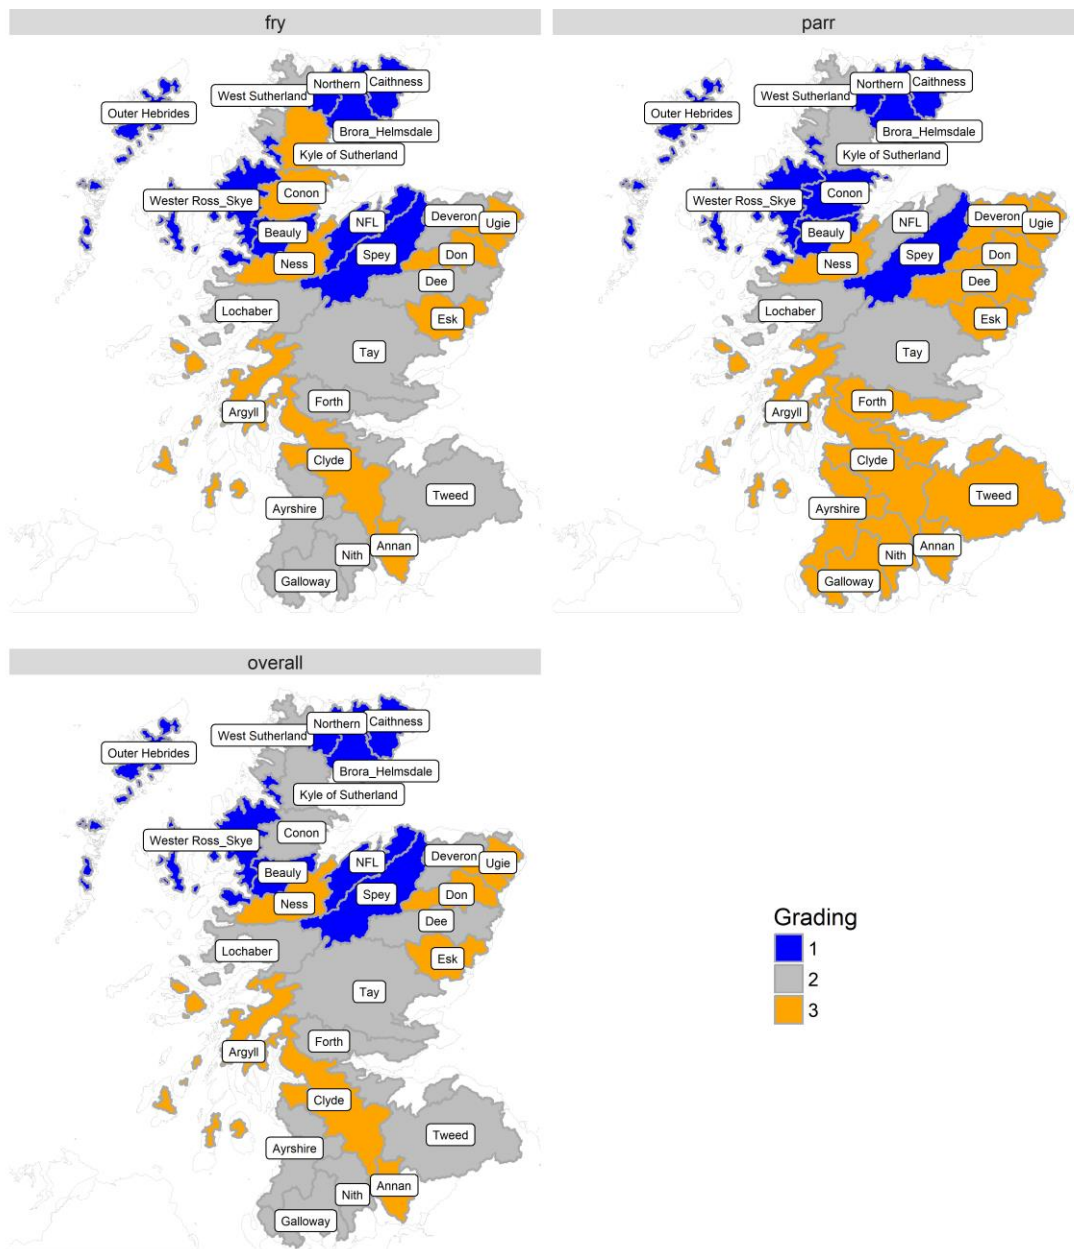 fry
Northern
Caithness
West Sutherland
Outer Hebrides
Brora_Helmsdale
Kyle of Sutherland
Conon
Wester Ross_Skye
NFL
Deveron
Ugie
Beauly
Spey
Don
Ness
Dee
Lochaber
Esk
Tay
Forth
Argyll
Clyde
Tweed
Ayrshire
Annan
Nith
Galloway
parr
Northern
Caithness
West Sutherland
Outer Hebrides
Brora_Helmsdale
Kyle of Sutherland
Conon
Wester Ross_Skye
NFL
Deveron
Ugie
Beauly
Spey
Don
Ness
Dee
Lochaber
Esk
Tay
Forth
Argyll
Clyde
Tweed
Ayrshire
Annan
Nith
Galloway
overall
Northern
Caithness
West Sutherland
Outer Hebrides
Brora_Helmsdale
Kyle of Sutherland
Conon
Wester Ross_Skye
NFL
Deveron
Ugie
Beauly
Spey
Don
Ness
Dee
Lochaber
Esk
Tay
Forth
Argyll
Clyde
Tweed
Ayrshire
Annan
Nith
Galloway
Grading
1
2
3